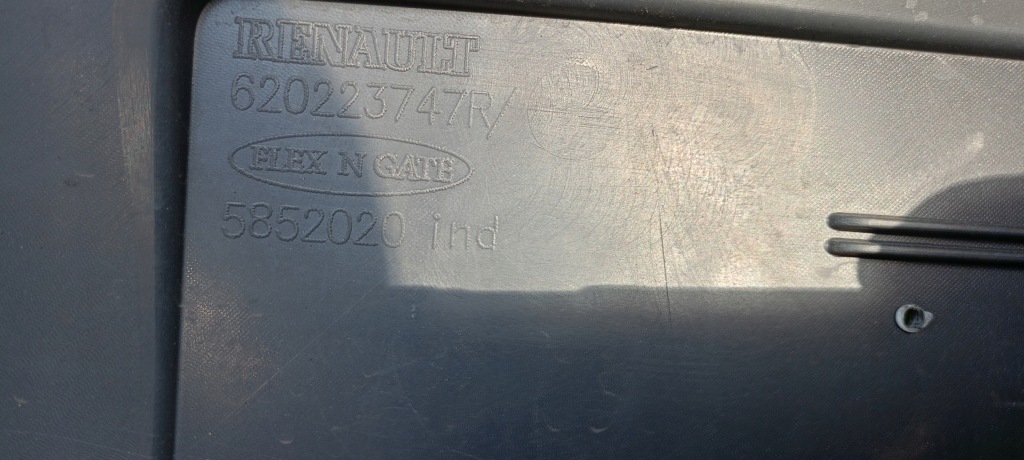 RENAULT
620223747R/
FLEX N GATE
5852020 ind